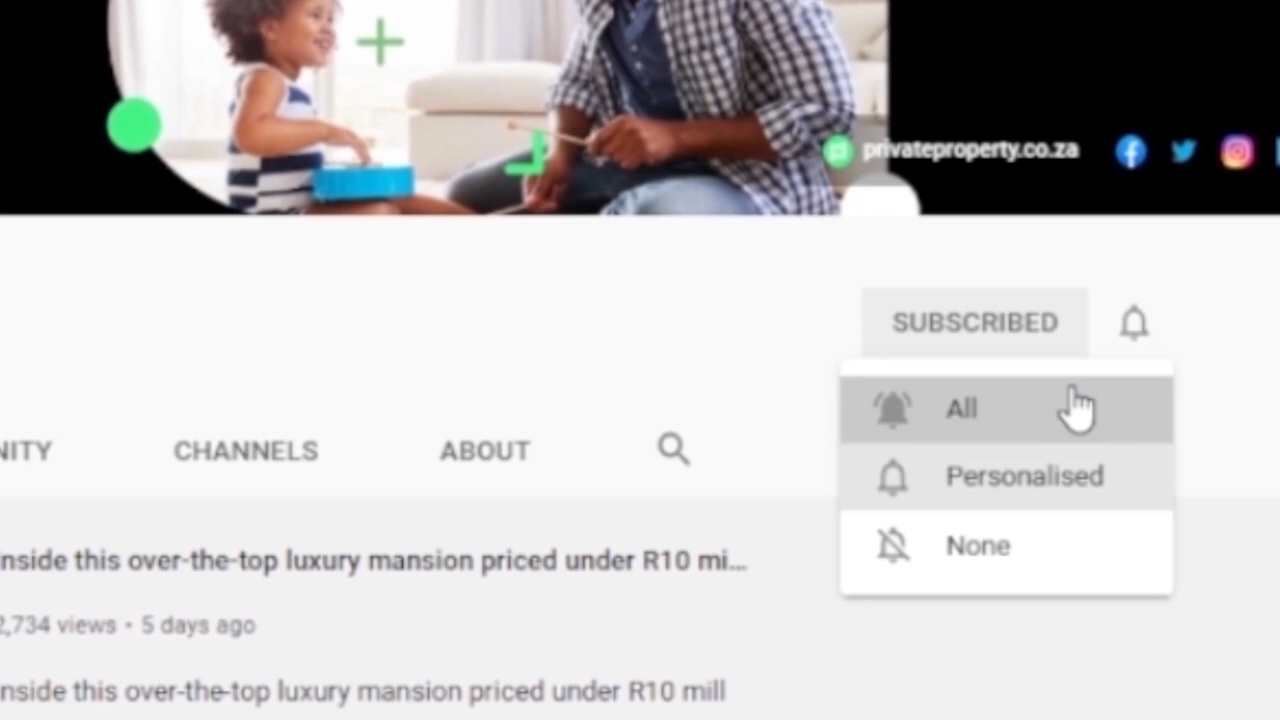 privateproperty.co.za
SUBSCRIBED
All
NITY CHANNELS ABOUT
Personalised
None
Inside this over-the-top luxury mansion priced under R10 mi...
2,734 views • 5 days ago
nside this over-the-top luxury mansion priced under R10 mill